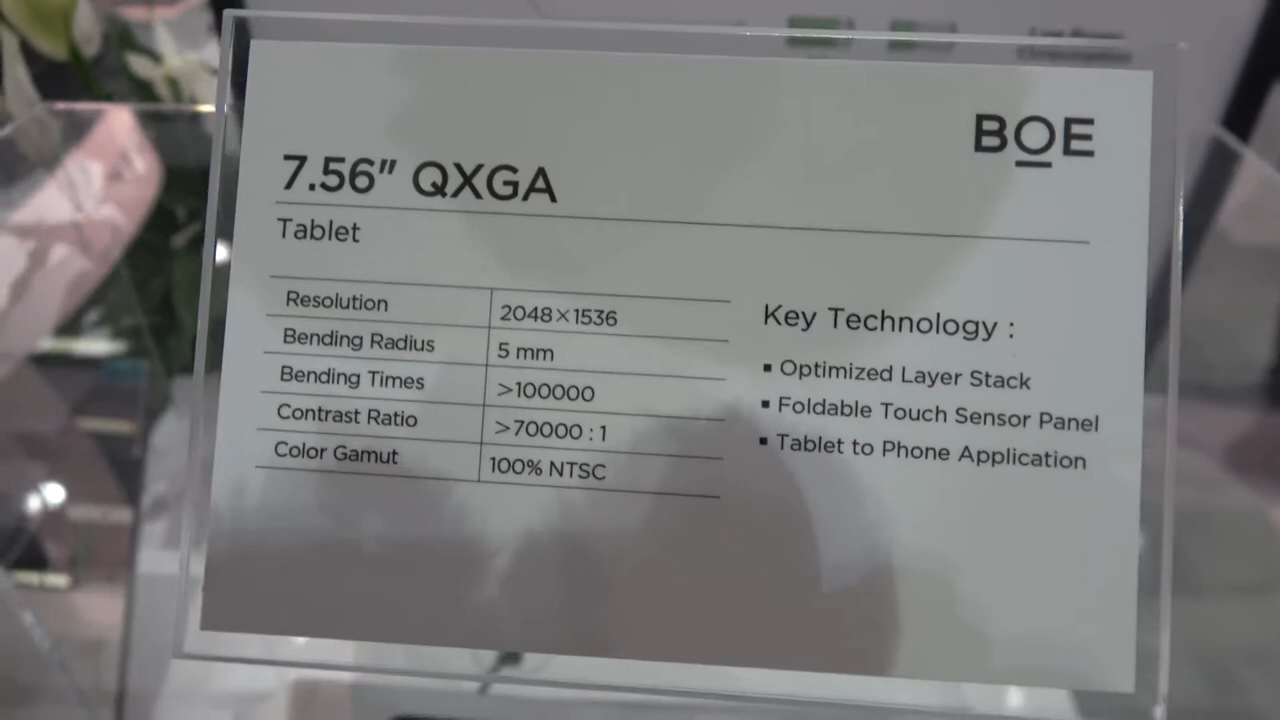 BOE
7.56" QXGA
Tablet
Resolution 2048×1536
Bending Radius 5 mm
Bending Times >100000
Contrast Ratio >70000 : 1
Color Gamut 100% NTSC
Key Technology :
▪ Optimized Layer Stack
▪ Foldable Touch Sensor Panel
▪ Tablet to Phone Application